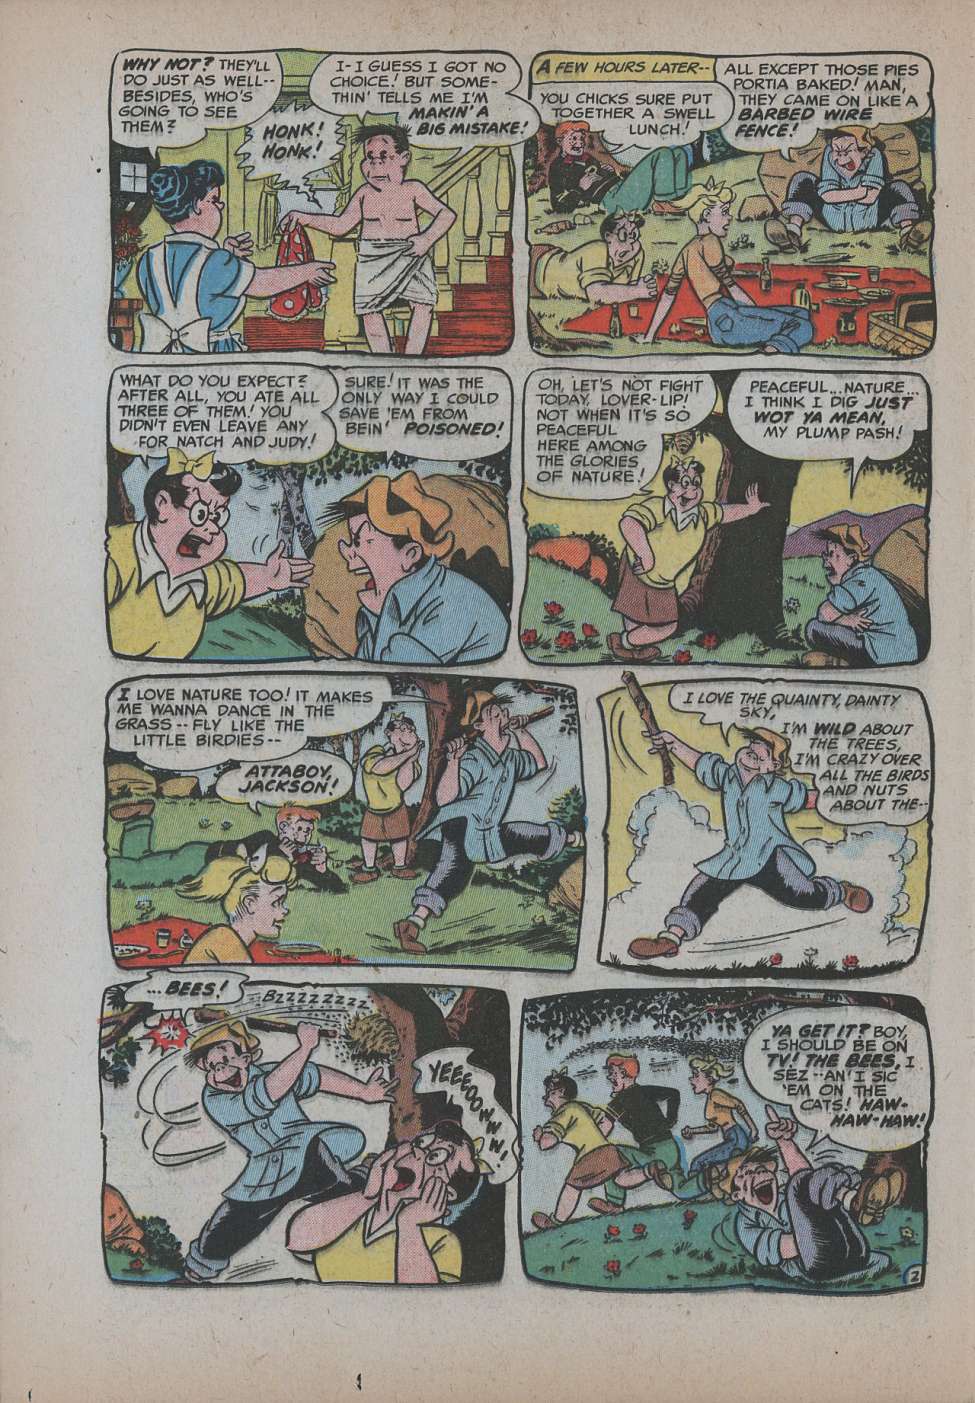 WHY NOT? THEY'LL
DO JUST AS WELL--
BESIDES, WHO'S
GOING TO SEE
THEM?
HONK!
HONK!
I-I GUESS I GOT NO
CHOICE! BUT SOME-
THIN' TELLS ME I'M
MAKIN' A
BIG MISTAKE!
A FEW HOURS LATER--
YOU CHICKS SURE PUT
TOGETHER A SWELL
LUNCH!
ALL EXCEPT THOSE PIES
PORTIA BAKED! MAN,
THEY CAME ON LIKE A
BARBED WIRE
FENCE!
WHAT DO YOU EXPECT?
AFTER ALL, YOU ATE ALL
THREE OF THEM! YOU
DIDN'T EVEN LEAVE ANY
FOR NATCH AND JUDY!
SURE! IT WAS THE
ONLY WAY I COULD
SAVE 'EM FROM
BEIN' POISONED!
OH, LET'S NOT FIGHT
TODAY, LOVER-LIP!
NOT WHEN IT'S SO
PEACEFUL
HERE AMONG
THE GLORIES
OF NATURE!
PEACEFUL...NATURE...
I THINK I DIG JUST
WOT YA MEAN,
MY PLUMP PASH!
I LOVE NATURE TOO! IT MAKES
ME WANNA DANCE IN THE
GRASS -- FLY LIKE THE
LITTLE BIRDIES--
ATTABOY,
JACKSON!
I LOVE THE QUAINTY, DAINTY
SKY,
I'M WILD ABOUT
THE TREES,
I'M CRAZY OVER
ALL THE BIRDS
AND NUTS
ABOUT THE--
...BEES!
BZZZZZZZZZ
YEEEOOWWW!
YA GET IT? BOY,
I SHOULD BE ON
TV! THE BEES, I
SEZ--AN' I SIC
'EM ON THE
CATS! HAW-
HAW-HAW!
2